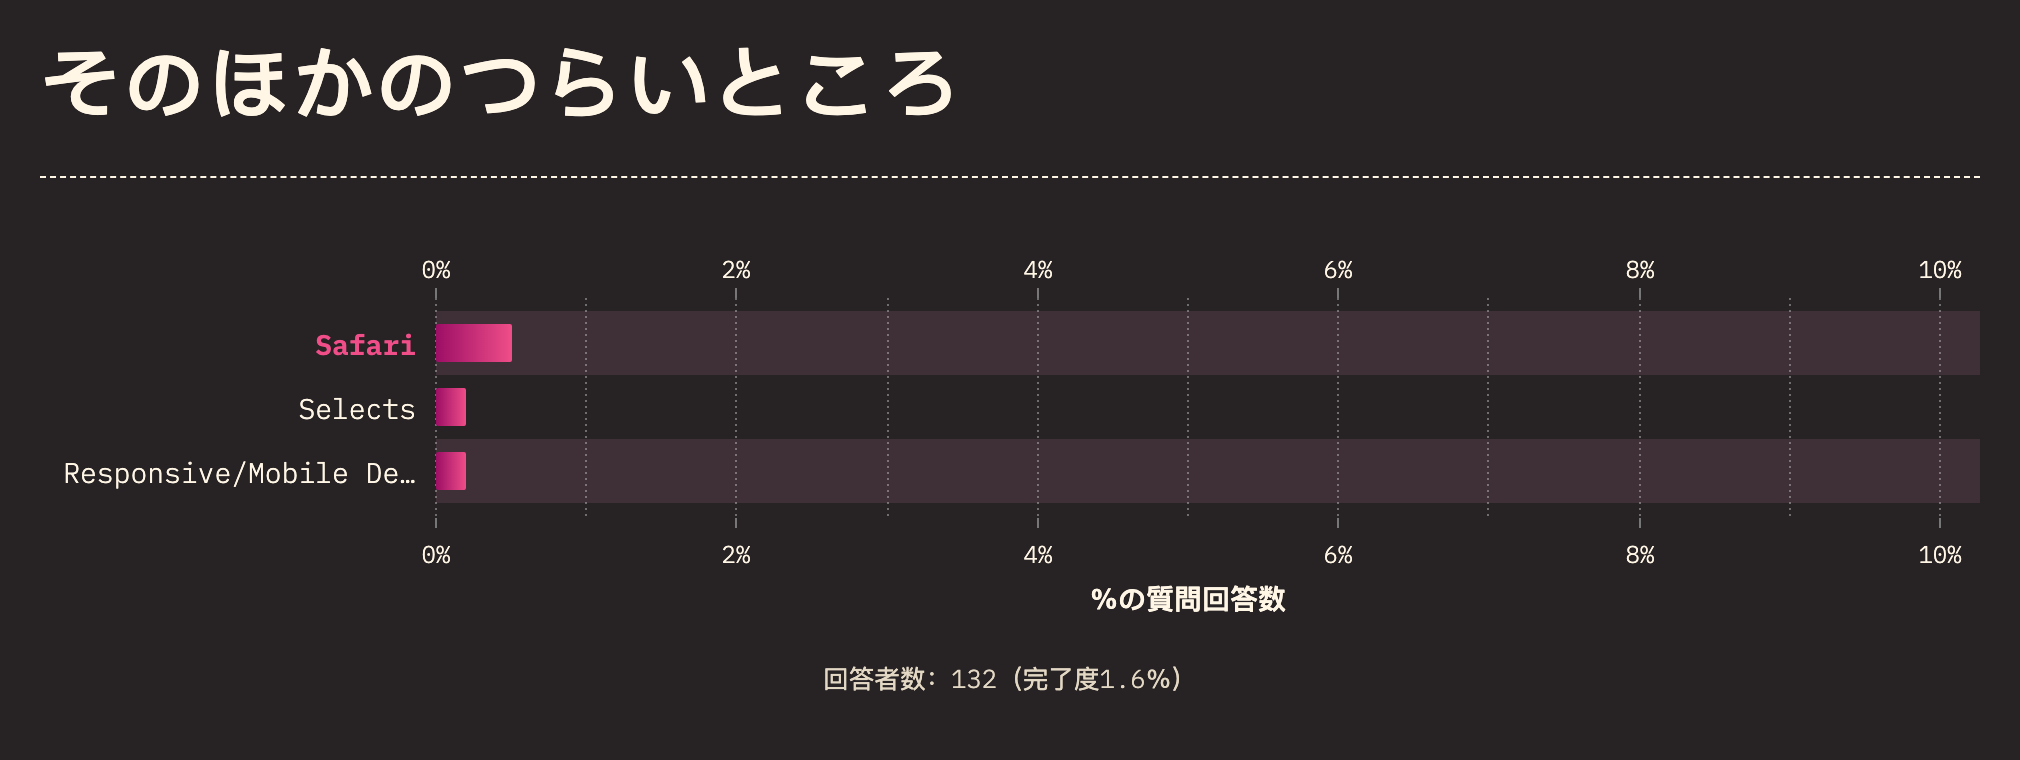 そのほかのつらいところ
0% 2% 4% 6% 8% 10%
Safari
Selects
Responsive/Mobile De…
0% 2% 4% 6% 8% 10%
%の質問回答数
回答者数: 132 (完了度1.6%)